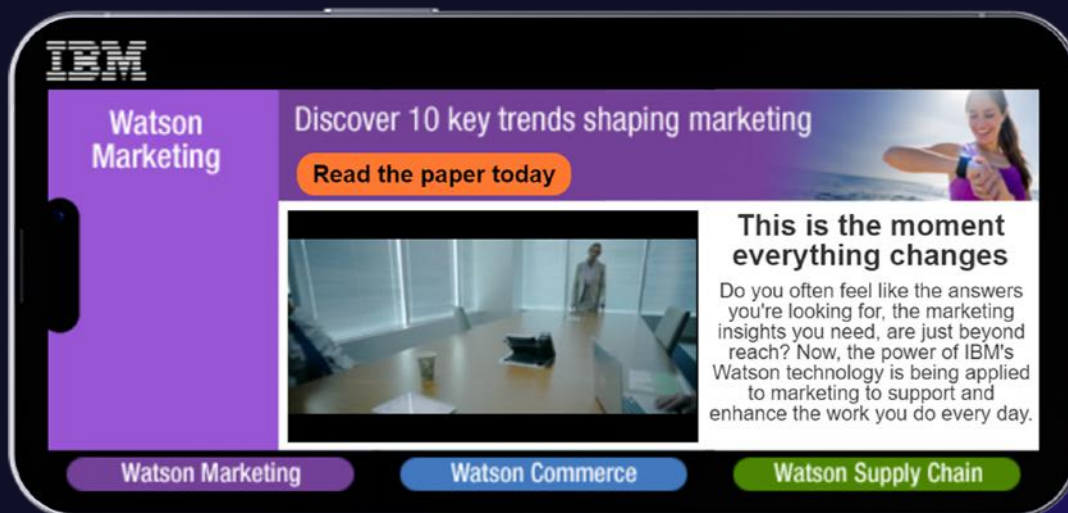 IBM
Watson
Marketing
Discover 10 key trends shaping marketing
Read the paper today
This is the moment
everything changes
Do you often feel like the answers
you're looking for, the marketing
insights you need, are just beyond
reach? Now, the power of IBM's
Watson technology is being applied
to marketing to support and
enhance the work you do every day.
Watson Marketing
Watson Commerce
Watson Supply Chain